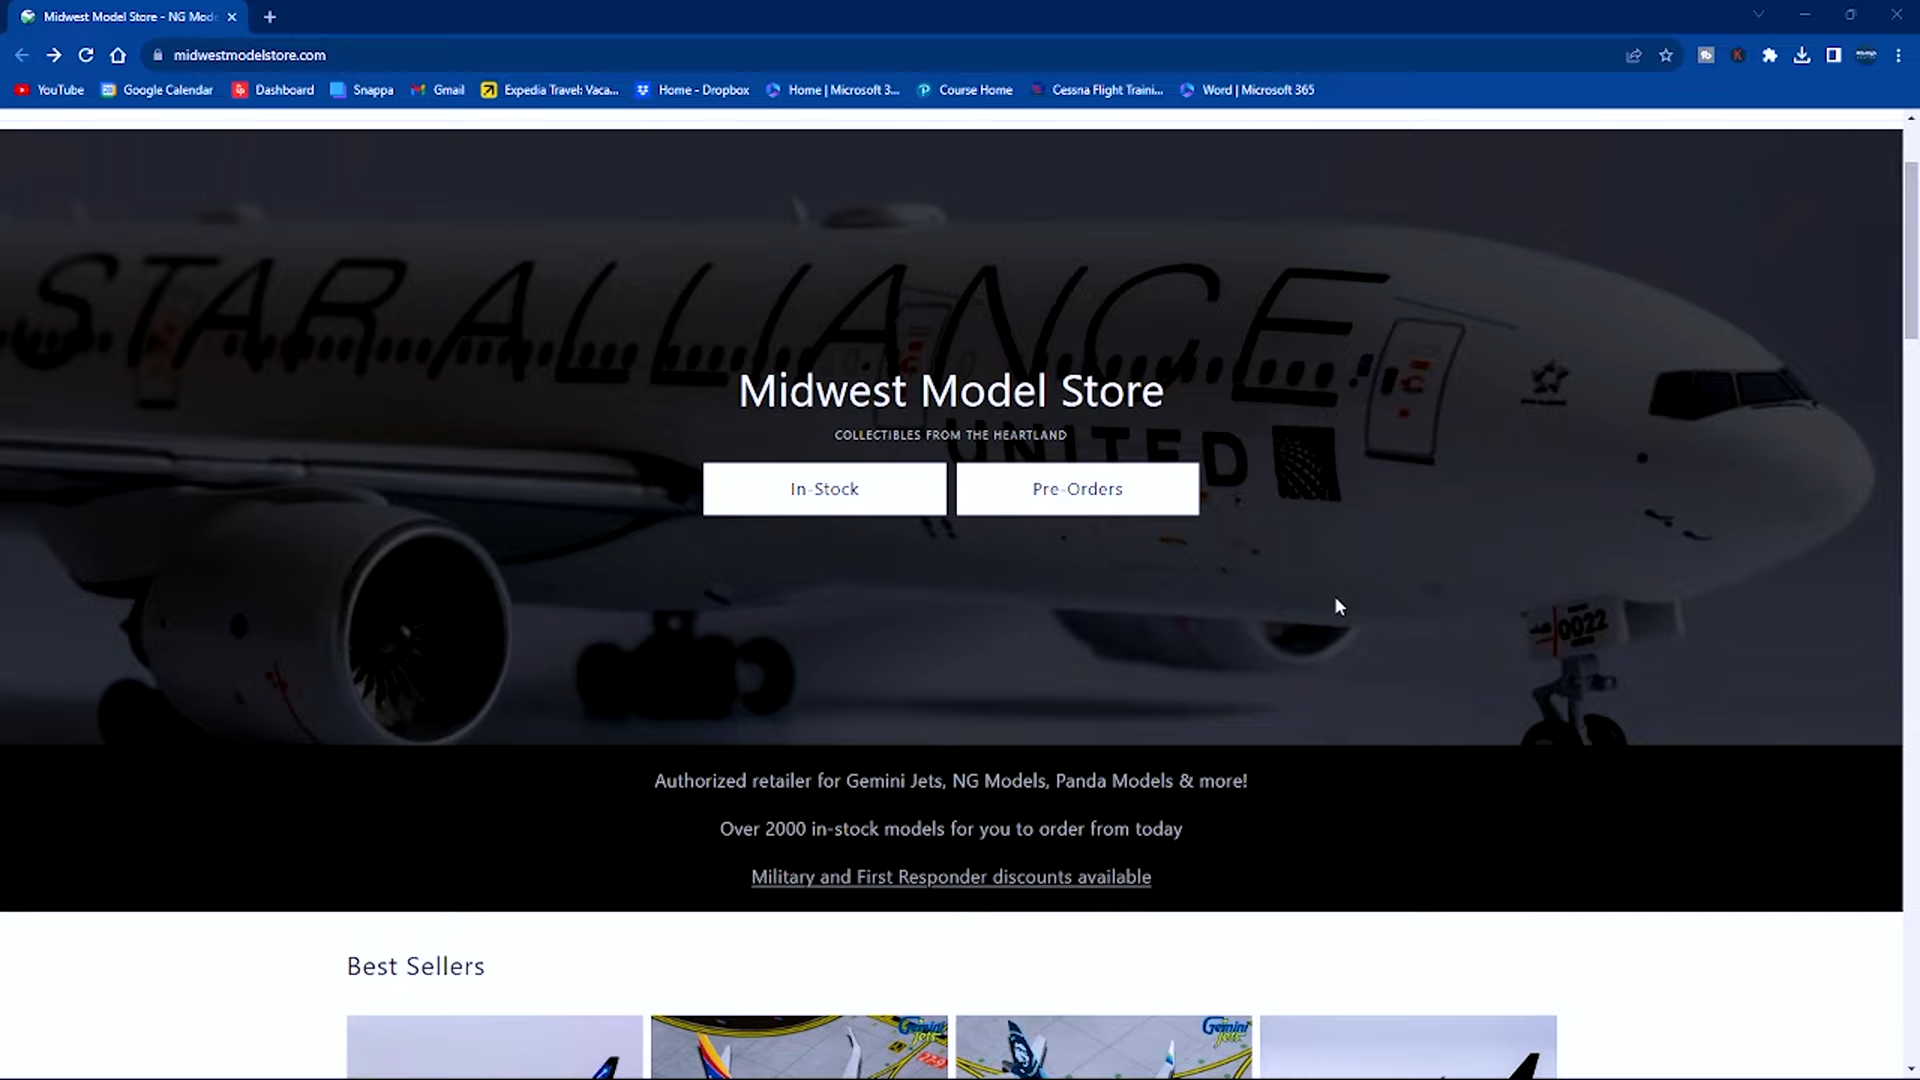 Midwest Model Store - NG Mode
midwestmodelstore.com
YouTube
Google Calendar
Dashboard
Snappa
Gmail
Expedia Travel: Vaca...
Home - Dropbox
Home | Microsoft 3...
Course Home
Cessna Flight Traini...
Word | Microsoft 365
STAR ALLIANCE
Midwest Model Store
COLLECTIBLES FROM THE HEARTLAND
UNITED
In-Stock
Pre-Orders
0022
Authorized retailer for Gemini Jets, NG Models, Panda Models & more!
Over 2000 in-stock models for you to order from today
Military and First Responder discounts available
Best Sellers
Gemini Jets
Gemini Jets